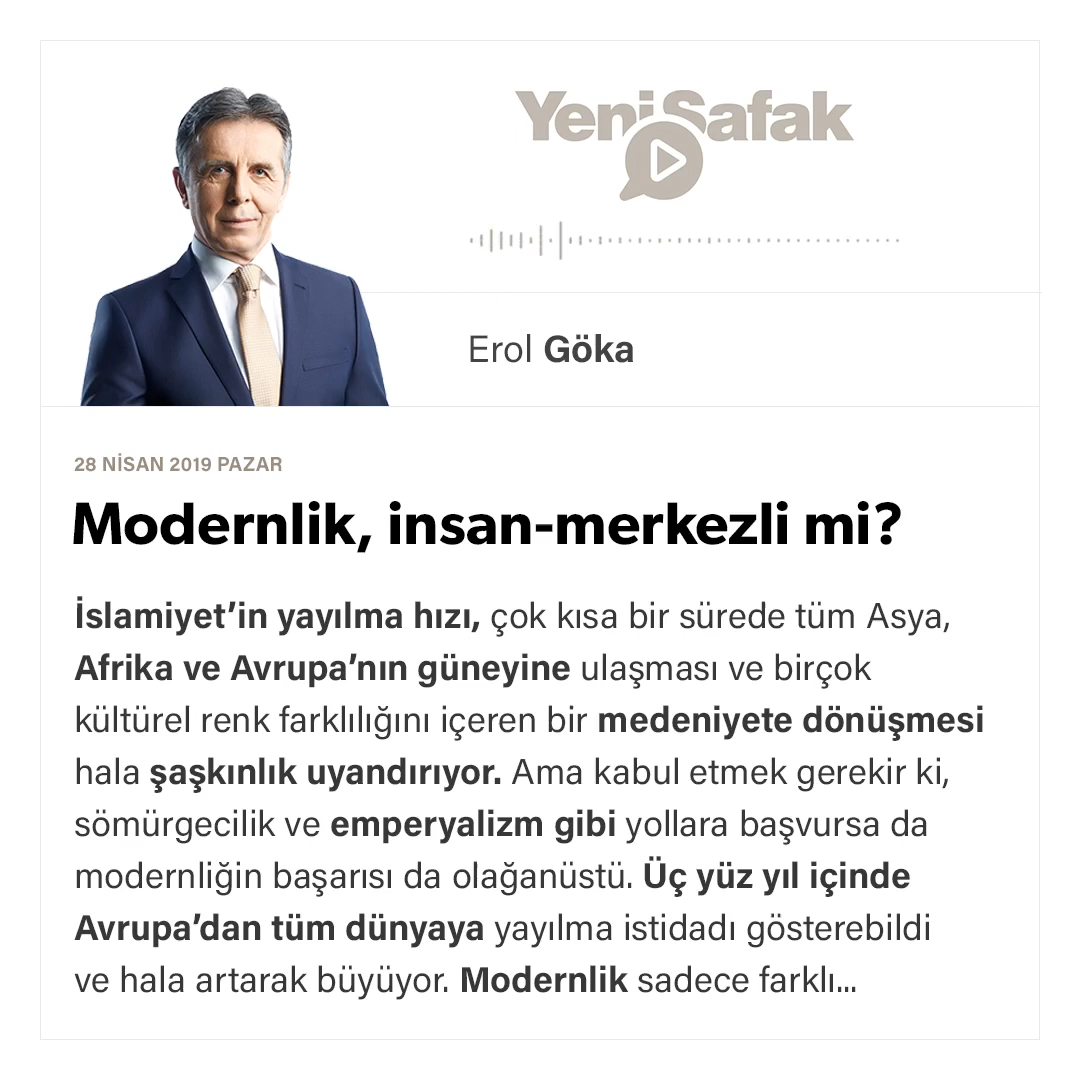 YeniŞafak
Erol Göka
28 NİSAN 2019 PAZAR
Modernlik, insan-merkezli mi?
İslamiyet’in yayılma hızı, çok kısa bir sürede tüm Asya,
Afrika ve Avrupa’nın güneyine ulaşması ve birçok
kültürel renk farklılığını içeren bir medeniyete dönüşmesi
hala şaşkınlık uyandırıyor. Ama kabul etmek gerekir ki,
sömürgecilik ve emperyalizm gibi yollara başvursa da
modernliğin başarısı da olağanüstü. Üç yüz yıl içinde
Avrupa’dan tüm dünyaya yayılma istidadı gösterebildi
ve hala artarak büyüyor. Modernlik sadece farklı...